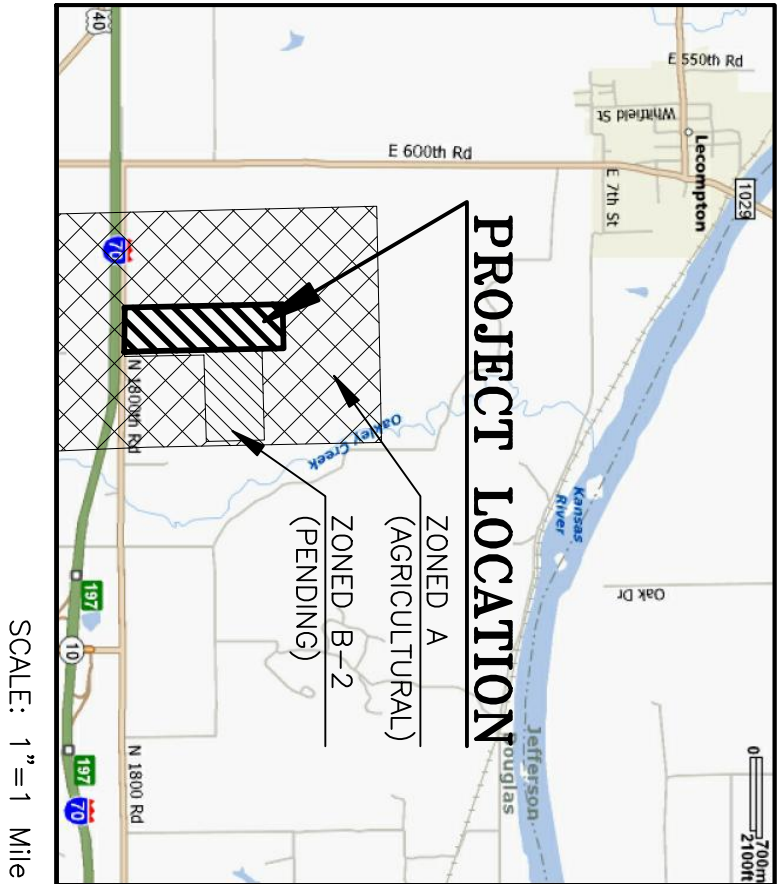 40
E 550th Rd
Whitfield St
Lecompton
E 600th Rd
E 7th St
1029
PROJECT LOCATION
70
N 1800th Rd
Oakley Creek
Kansas
River
ZONED A
(AGRICULTURAL)
ZONED B-2
(PENDING)
Oak Dr
197
10
Jefferson
Douglas
197
N 1800 Rd
70
0
700m
2100ft
SCALE: 1"=1 Mile